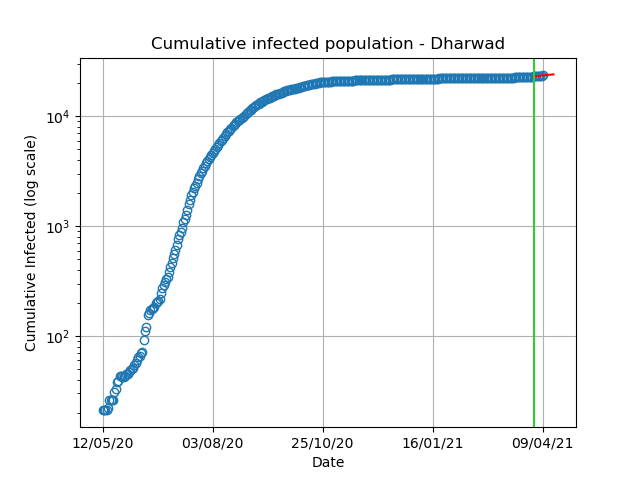 Cumulative infected population - Dharwad
Cumulative Infected (log scale)
10^4
10^3
10^2
12/05/20 03/08/20 25/10/20 16/01/21 09/04/21
Date